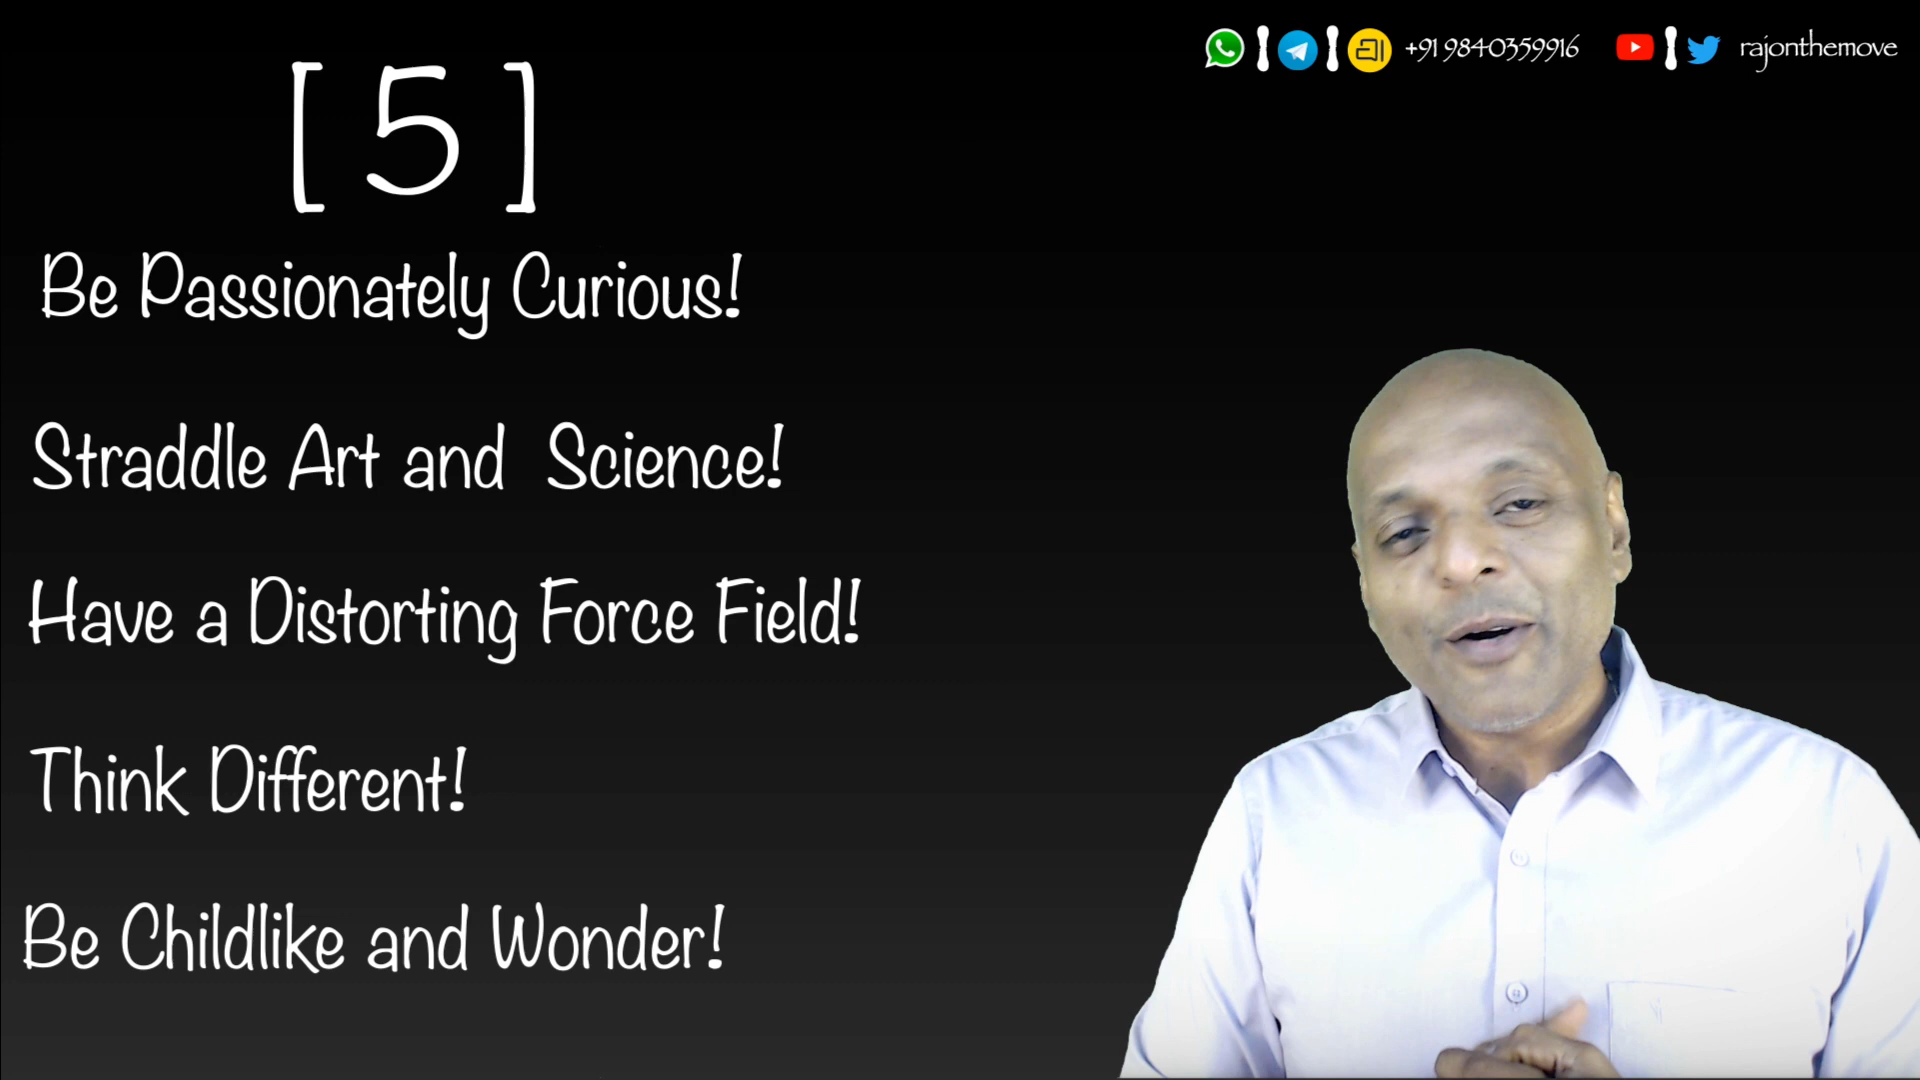 +91 9840359916 rajonthemove
[ 5 ]
Be Passionately Curious!
Straddle Art and Science!
Have a Distorting Force Field!
Think Different!
Be Childlike and Wonder!